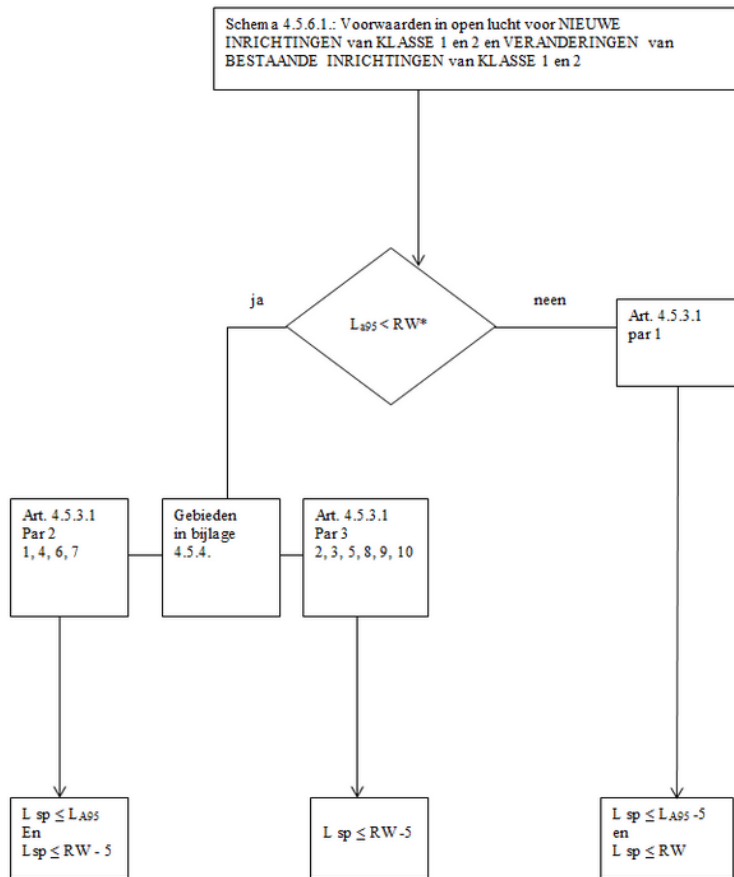 Schema 4.5.6.1.: Voorwaarden in open lucht voor NIEUWE
INRICHTINGEN van KLASSE 1 en 2 en VERANDERINGEN van
BESTAANDE INRICHTINGEN van KLASSE 1 en 2
ja
neen
La95 < RW*
Art. 4.5.3.1
par 1
Art. 4.5.3.1
Par 2
1, 4, 6, 7
Gebieden
in bijlage
4.5.4.
Art. 4.5.3.1
Par 3
2, 3, 5, 8, 9, 10
L sp ≤ LA95
En
Lsp ≤ RW - 5
L sp ≤ RW -5
L sp ≤ LA95 -5
en
L sp ≤ RW